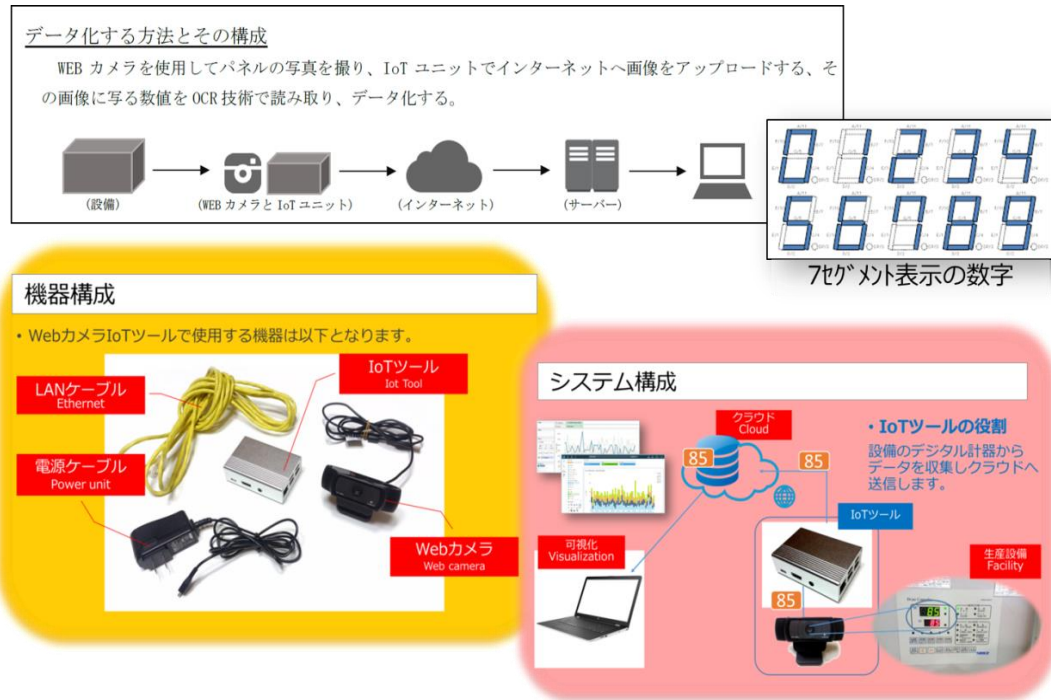 データ化する方法とその構成
WEB カメラを使用してパネルの写真を撮り、IoT ユニットでインターネットへ画像をアップロードする、そ
の画像に写る数値を OCR 技術で読み取り、データ化する。
(設備)
(WEB カメラと IoT ユニット)
(インターネット)
(サーバー)
0 1 2 3 4
5 6 7 8 9
7セグメント表示の数字
機器構成
・WebカメラIoTツールで使用する機器は以下となります。
LANケーブル
Ethernet
IoTツール
Iot Tool
電源ケーブル
Power unit
Webカメラ
Web camera
システム構成
クラウド
Cloud
85
85
・IoTツールの役割
設備のデジタル計器から
データを収集しクラウドへ
送信します。
IoTツール
可視化
Visualization
生産設備
Facility
85
85